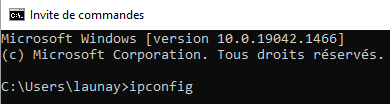 Invite de commandes
Microsoft Windows [version 10.0.19042.1466]
(c) Microsoft Corporation. Tous droits réservés.
C:\Users\launay>ipconfig